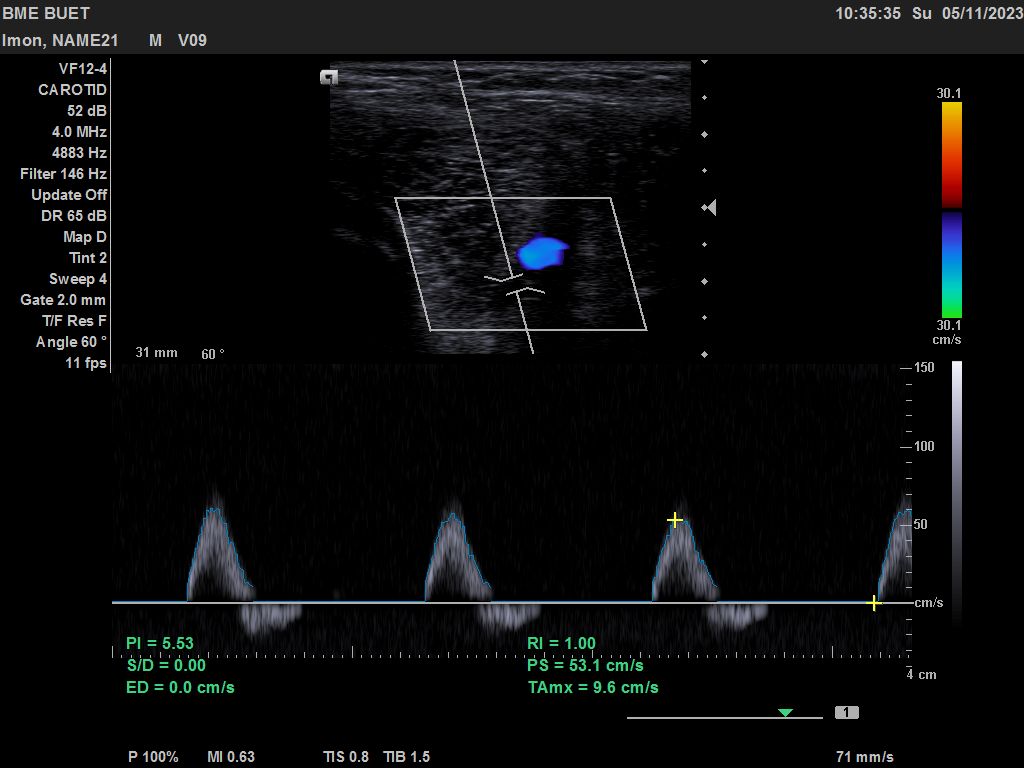 BME BUET
10:35:35 Su 05/11/2023
Imon, NAME21 M V09
VF12-4
CAROTID
52 dB
4.0 MHz
4883 Hz
Filter 146 Hz
Update Off
DR 65 dB
Map D
Tint 2
Sweep 4
Gate 2.0 mm
T/F Res F
Angle 60 °
11 fps
31 mm 60 °
30.1
30.1
cm/s
150
100
50
cm/s
4 cm
PI = 5.53
S/D = 0.00
ED = 0.0 cm/s
RI = 1.00
PS = 53.1 cm/s
TAmx = 9.6 cm/s
1
P 100% MI 0.63 TIS 0.8 TIB 1.5 71 mm/s